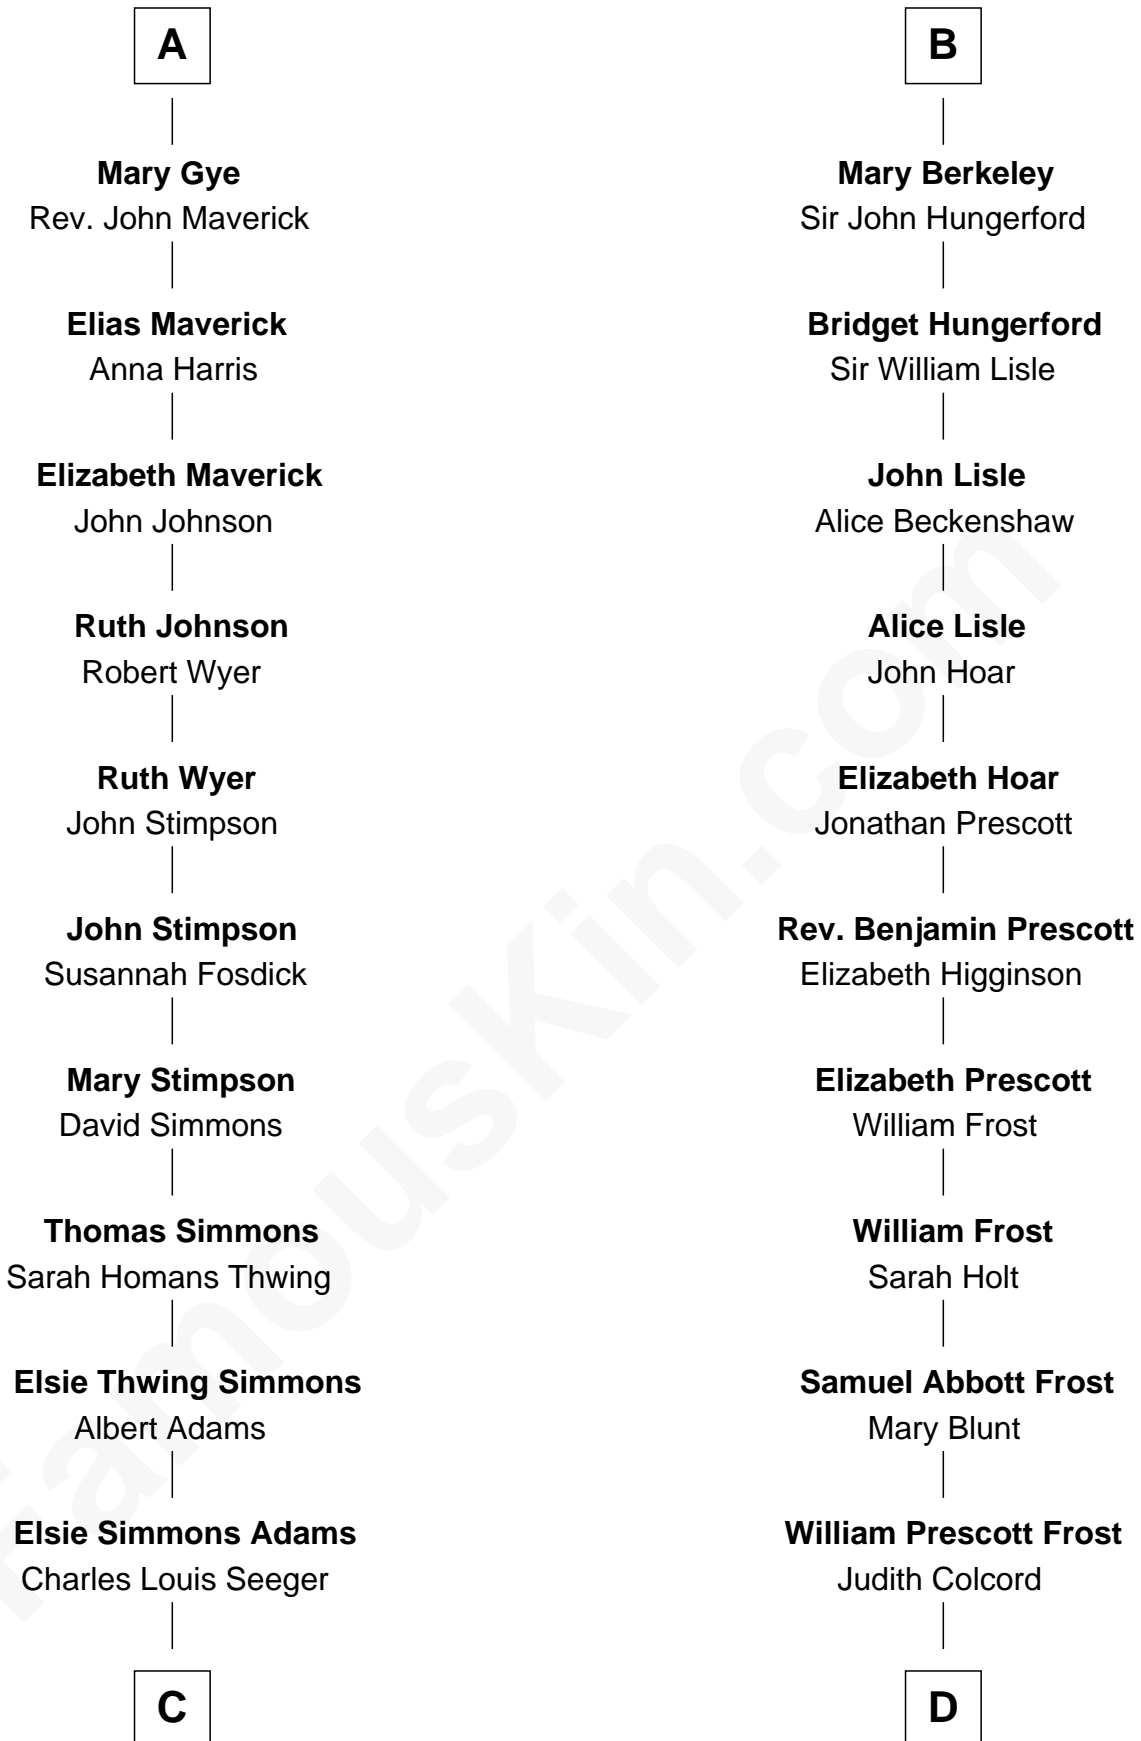 A
Mary Gye
Rev. John Maverick
Elias Maverick
Anna Harris
Elizabeth Maverick
John Johnson
Ruth Johnson
Robert Wyer
Ruth Wyer
John Stimpson
John Stimpson
Susannah Fosdick
Mary Stimpson
David Simmons
Thomas Simmons
Sarah Homans Thwing
Elsie Thwing Simmons
Albert Adams
Elsie Simmons Adams
Charles Louis Seeger
C
B
Mary Berkeley
Sir John Hungerford
Bridget Hungerford
Sir William Lisle
John Lisle
Alice Beckenshaw
Alice Lisle
John Hoar
Elizabeth Hoar
Jonathan Prescott
Rev. Benjamin Prescott
Elizabeth Higginson
Elizabeth Prescott
William Frost
William Frost
Sarah Holt
Samuel Abbott Frost
Mary Blunt
William Prescott Frost
Judith Colcord
D
FamousKin.com